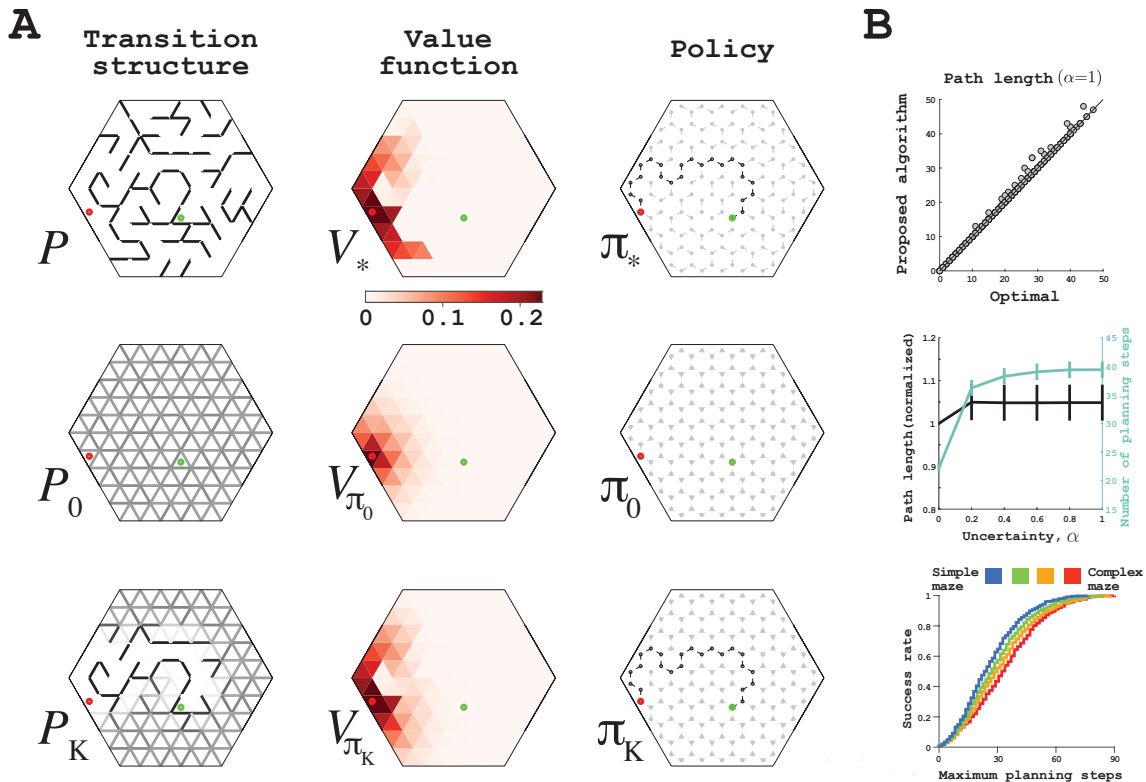 A
Transition
structure
Value
function
Policy
P
V*
π*
0 0.1 0.2
P0
Vπ0
π0
PK
VπK
πK
B
Path length (α=1)
Proposed algorithm
50
40
30
20
10
0
0 10 20 30 40 50
Optimal
Path length(normalized)
1.2
1.1
1
0.9
0.8
Number of planning steps
45
40
35
30
25
20
15
0 0.2 0.4 0.6 0.8 1
Uncertainty, α
Simple
maze
Complex
maze
Success rate
1
0.8
0.6
0.4
0.2
0
0 30 60 90
Maximum planning steps